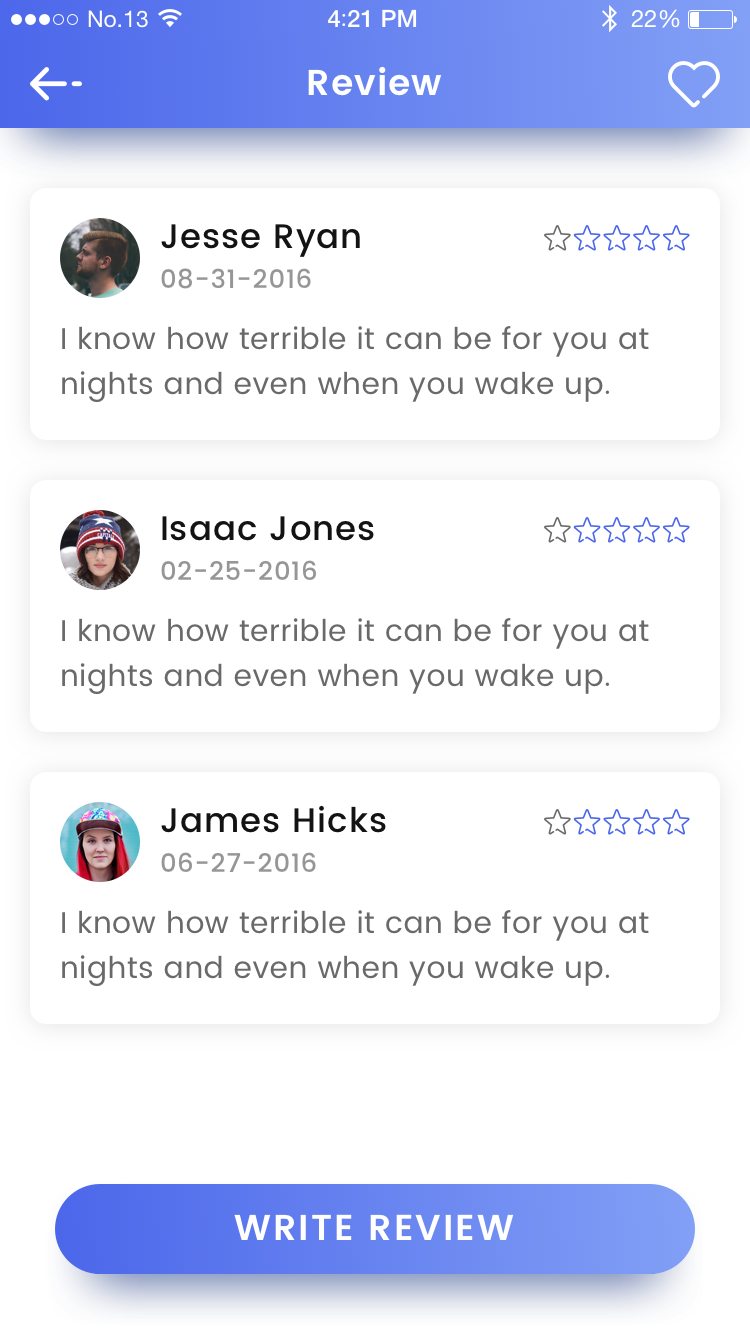 No.13 4:21 PM 22%
Review
Jesse Ryan
08-31-2016
I know how terrible it can be for you at
nights and even when you wake up.
Isaac Jones
02-25-2016
I know how terrible it can be for you at
nights and even when you wake up.
James Hicks
06-27-2016
I know how terrible it can be for you at
nights and even when you wake up.
WRITE REVIEW